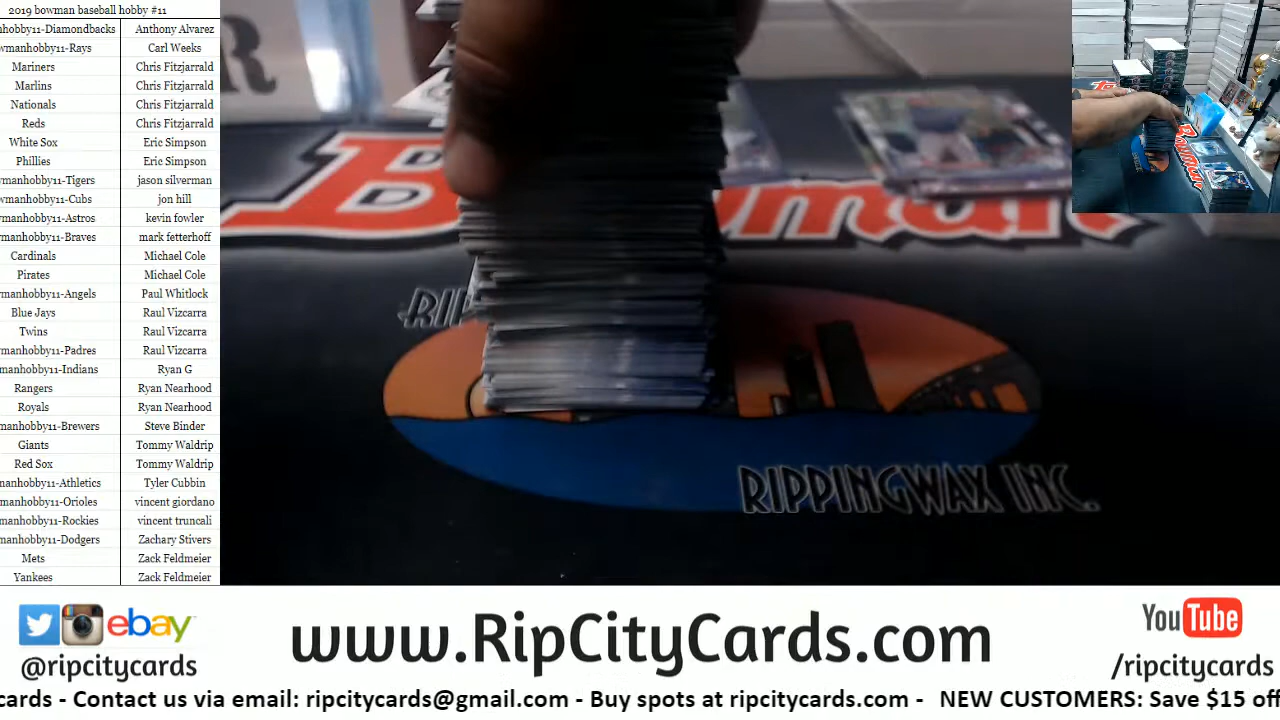 2019 bowman baseball hobby #11
hobby11-Diamondbacks Anthony Alvarez
wmanhobby11-Rays Carl Weeks
Mariners Chris Fitzjarrald
Marlins Chris Fitzjarrald
Nationals Chris Fitzjarrald
Reds Chris Fitzjarrald
White Sox Eric Simpson
Phillies Eric Simpson
wmanhobby11-Tigers jason silverman
manhobby11-Cubs jon hill
manhobby11-Astros kevin fowler
manhobby11-Braves mark fetterhoff
Cardinals Michael Cole
Pirates Michael Cole
manhobby11-Angels Paul Whitlock
Blue Jays Raul Vizcarra
Twins Raul Vizcarra
manhobby11-Padres Raul Vizcarra
manhobby11-Indians Ryan G
Rangers Ryan Nearhood
Royals Ryan Nearhood
manhobby11-Brewers Steve Binder
Giants Tommy Waldrip
Red Sox Tommy Waldrip
anhobby11-Athletics Tyler Cubbin
manhobby11-Orioles vincent giordano
manhobby11-Rockies vincent truncali
manhobby11-Dodgers Zachary Stivers
Mets Zack Feldmeier
Yankees Zack Feldmeier
RIP
RIPPINGWAX INC.
Bowman
ebay
@ripcitycards
www.RipCityCards.com
YouTube
/ripcitycards
cards - Contact us via email: ripcitycards@gmail.com - Buy spots at ripcitycards.com - NEW CUSTOMERS: Save $15 off